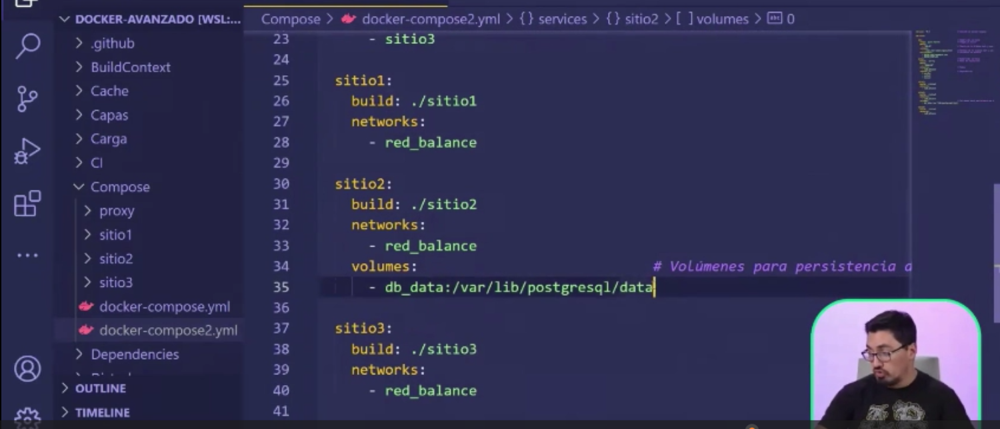 DOCKER-AVANZADO [WSL:...
.github
BuildContext
Cache
Capas
Carga
CI
Compose
proxy
sitio1
sitio2
sitio3
docker-compose.yml
docker-compose2.yml
Dependencies
OUTLINE
TIMELINE
Compose > docker-compose2.yml > {} services > {} sitio2 > [ ] volumes > abc 0
23 - sitio3
24
25 sitio1:
26 build: ./sitio1
27 networks:
28 - red_balance
29
30 sitio2:
31 build: ./sitio2
32 networks:
33 - red_balance
34 volumes: # Volúmenes para persistencia d
35 - db_data:/var/lib/postgresql/data
36
37 sitio3:
38 build: ./sitio3
39 networks:
40 - red_balance
41